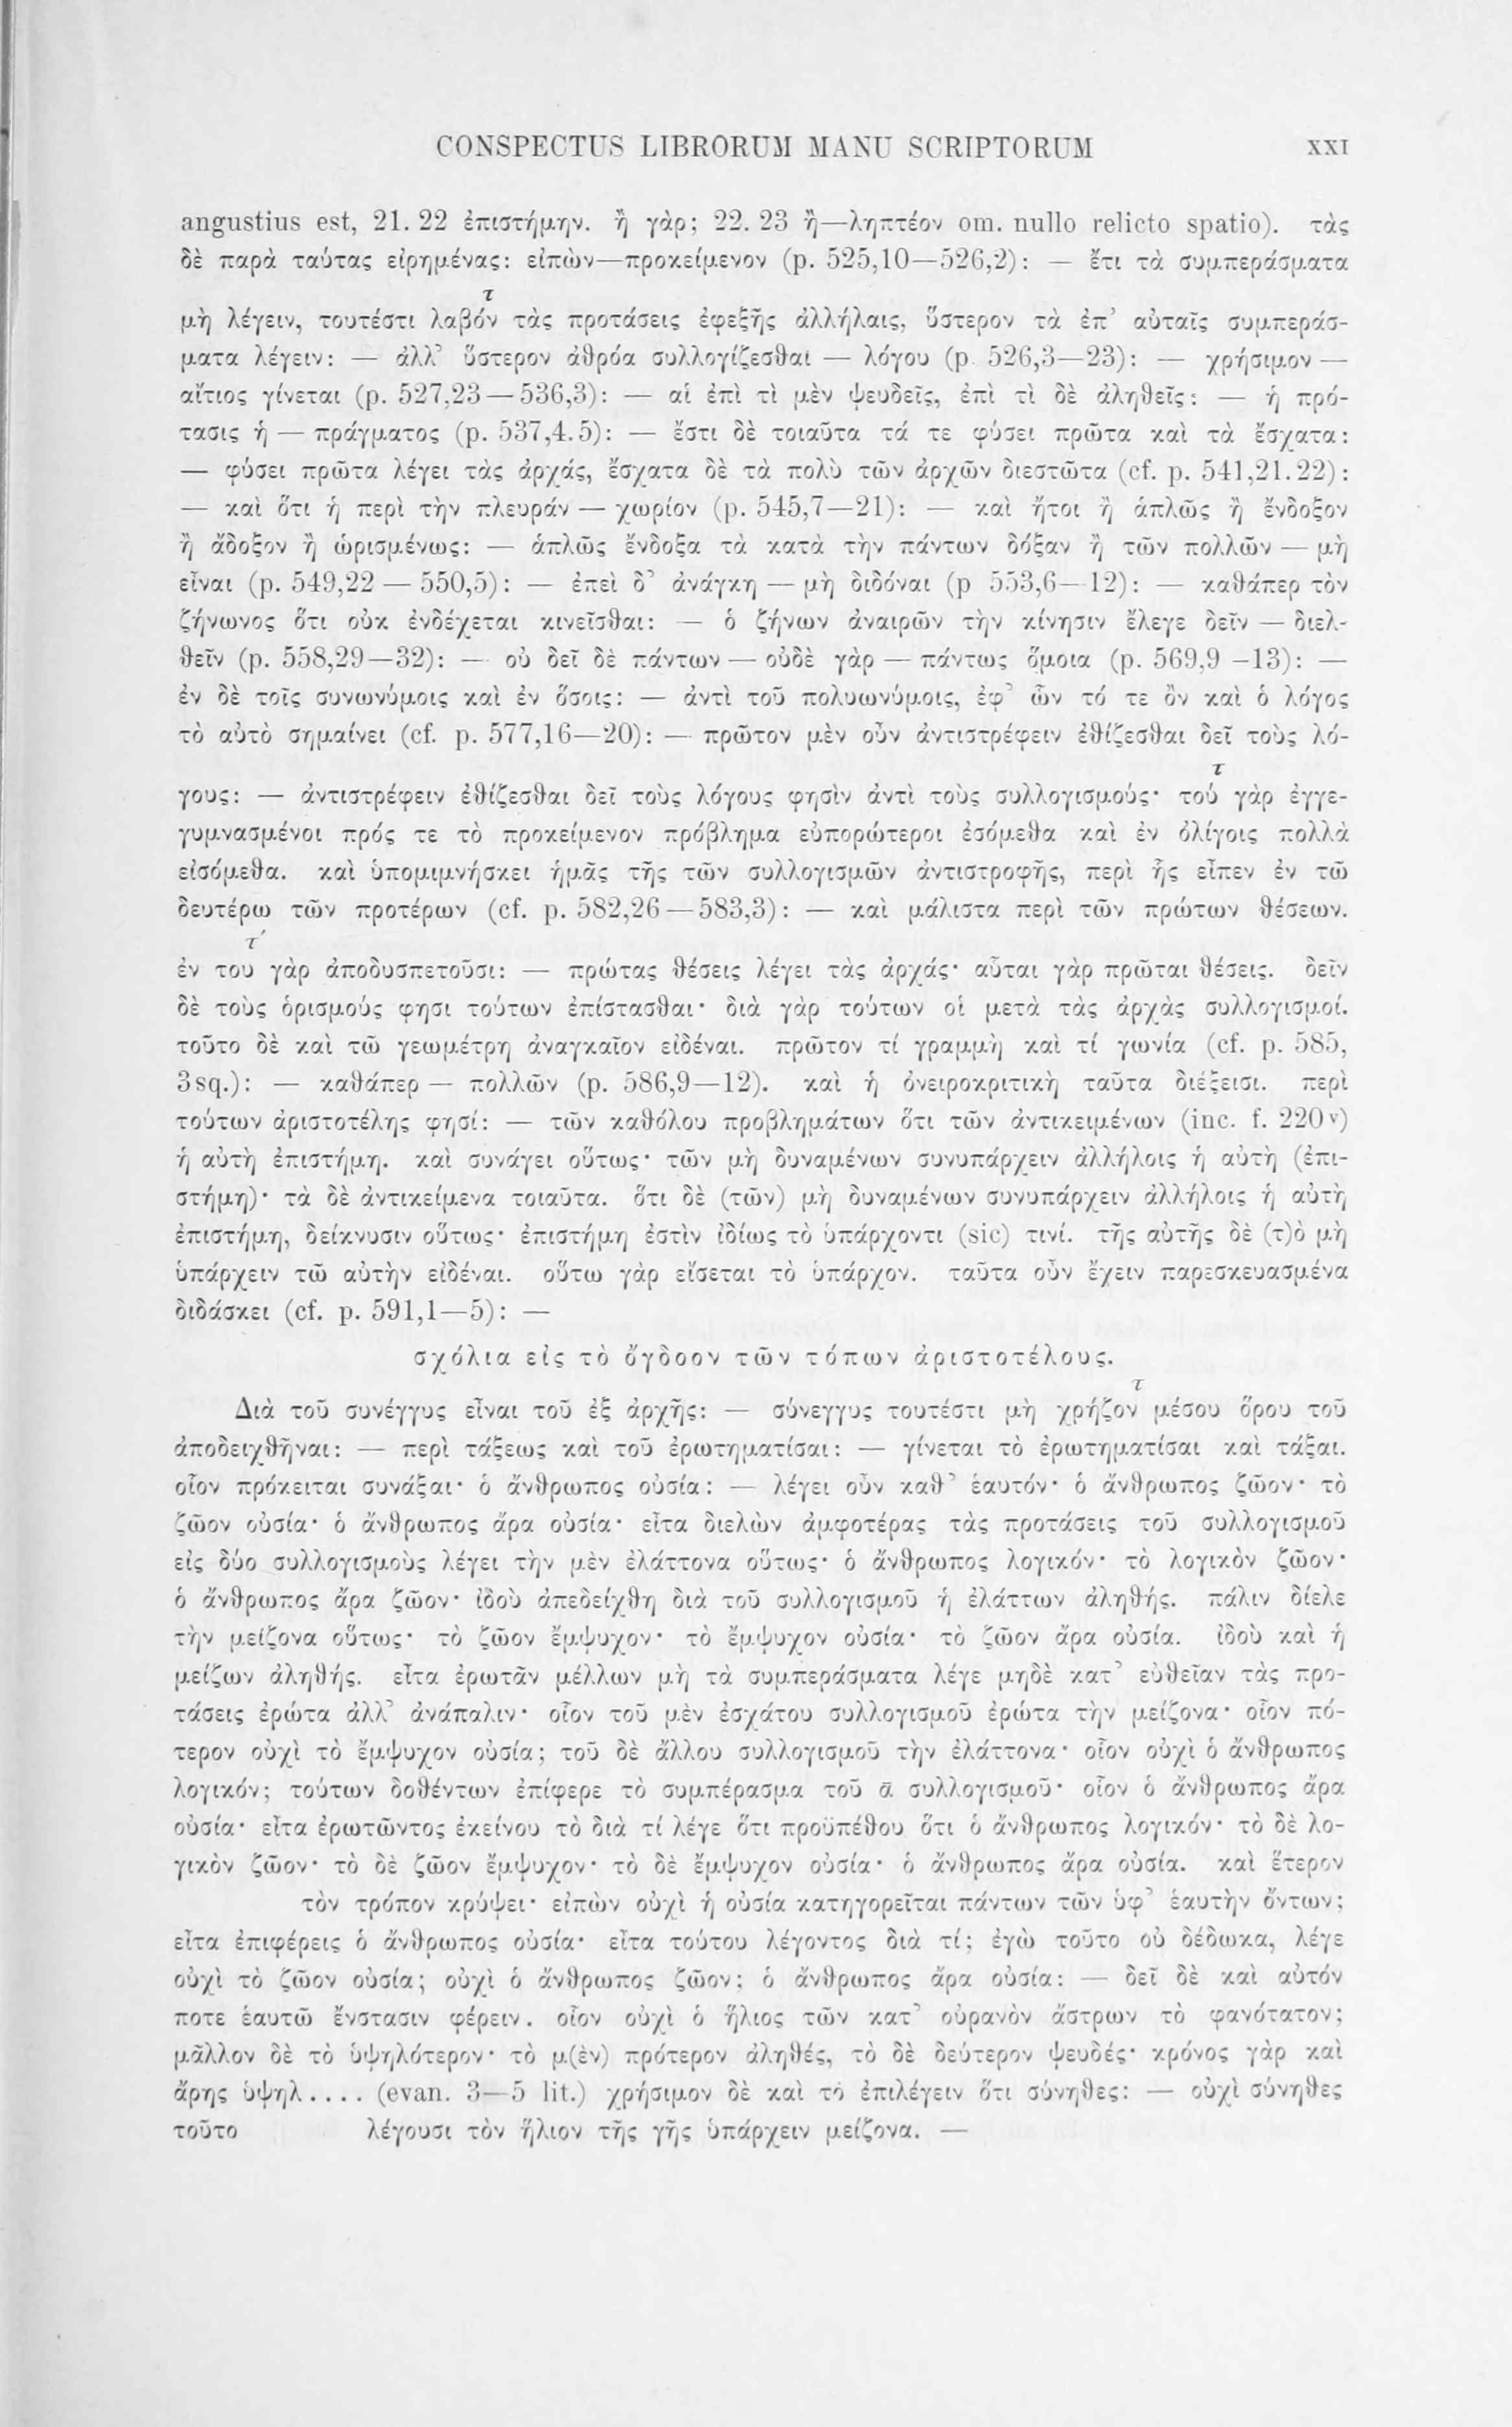 CONSPECTUS LIBRORUM MANU SCRIPTORUM XXI
angustius est, 21. 22 ἐπιστήμην. ἢ γὰρ; 22. 23 ἢ—ληπτέον om. nullo relicto spatio). τὰς
δὲ παρὰ ταύτας εἰρημένας: εἰπὼν—προκείμενον (p. 525,10—526,2): — ἔτι τὰ συμπεράσματα
τ
μὴ λέγειν, τουτέστι λαβόν τὰς προτάσεις ἐφεξῆς ἀλλήλαις, ὕστερον τὰ ἐπ’ αὐταῖς συμπεράσ-
ματα λέγειν: — ἀλλ’ ὕστερον ἀθρόα συλλογίζεσθαι — λόγου (p. 526,3—23): — χρήσιμον —
αἴτιος γίνεται (p. 527,23 — 536,3): — αἱ ἐπὶ τὶ μὲν ψευδεῖς, ἐπὶ τὶ δὲ ἀληθεῖς: — ἡ πρό-
τασις ἡ — πράγματος (p. 537,4.5): — ἔστι δὲ τοιαῦτα τά τε φύσει πρῶτα καὶ τὰ ἔσχατα:
— φύσει πρῶτα λέγει τὰς ἀρχάς, ἔσχατα δὲ τὰ πολὺ τῶν ἀρχῶν διεστῶτα (cf. p. 541,21.22):
— καὶ ὅτι ἡ περὶ τὴν πλευράν — χωρίον (p. 545,7—21): — καὶ ἤτοι ἢ ἁπλῶς ἢ ἔνδοξον
ἢ ἄδοξον ἢ ὡρισμένως: — ἁπλῶς ἔνδοξα τὰ κατὰ τὴν πάντων δόξαν ἢ τῶν πολλῶν — μὴ
εἶναι (p. 549,22 — 550,5): — ἐπεὶ δ’ ἀνάγκη — μὴ διδόναι (p 553,6—12): — καθάπερ τὸν
ζήνωνος ὅτι οὐκ ἐνδέχεται κινεῖσθαι: — ὁ ζήνων ἀναιρῶν τὴν κίνησιν ἔλεγε δεῖν — διελ-
θεῖν (p. 558,29—32): — οὐ δεῖ δὲ πάντων — οὐδὲ γὰρ — πάντως ὅμοια (p. 569,9 —13): —
ἐν δὲ τοῖς συνωνύμοις καὶ ἐν ὅσοις: — ἀντὶ τοῦ πολυωνύμοις, ἐφ’ ὧν τό τε ὂν καὶ ὁ λόγος
τὸ αὐτὸ σημαίνει (cf. p. 577,16—20): — πρῶτον μὲν οὖν ἀντιστρέφειν ἐθίζεσθαι δεῖ τοὺς λό-
τ
γους: — ἀντιστρέφειν ἐθίζεσθαι δεῖ τοὺς λόγους φησὶν ἀντὶ τοὺς συλλογισμούς· τού γὰρ ἐγγε-
γυμνασμένοι πρός τε τὸ προκείμενον πρόβλημα εὐπορώτεροι ἐσόμεθα καὶ ἐν ὀλίγοις πολλὰ
εἰσόμεθα. καὶ ὑπομιμνήσκει ἡμᾶς τῆς τῶν συλλογισμῶν ἀντιστροφῆς, περὶ ἧς εἶπεν ἐν τῶ
δευτέρω τῶν προτέρων (cf. p. 582,26 — 583,3): — καὶ μάλιστα περὶ τῶν πρώτων θέσεων.
τ´
ἐν του γὰρ ἀποδυσπετοῦσι: — πρώτας θέσεις λέγει τὰς ἀρχάς· αὗται γὰρ πρῶται θέσεις. δεῖν
δὲ τοὺς ὁρισμούς φησι τούτων ἐπίστασθαι· διὰ γὰρ τούτων οἱ μετὰ τὰς ἀρχὰς συλλογισμοί.
τοῦτο δὲ καὶ τῶ γεωμέτρη ἀναγκαῖον εἰδέναι. πρῶτον τί γραμμὴ καὶ τί γωνία (cf. p. 585,
3sq.): — καθάπερ — πολλῶν (p. 586,9—12). καὶ ἡ ὀνειροκριτικὴ ταῦτα διέξεισι. περὶ
τούτων ἀριστοτέλης φησί: — τῶν καθόλου προβλημάτων ὅτι τῶν ἀντικειμένων (inc. f. 220v)
ἡ αὐτὴ ἐπιστήμη. καὶ συνάγει οὕτως· τῶν μὴ δυναμένων συνυπάρχειν ἀλλήλοις ἡ αὐτὴ (ἐπι-
στήμη)· τὰ δὲ ἀντικείμενα τοιαῦτα. ὅτι δὲ (τῶν) μὴ δυναμένων συνυπάρχειν ἀλλήλοις ἡ αὐτὴ
ἐπιστήμη, δείκνυσιν οὕτως· ἐπιστήμη ἐστὶν ἰδίως τὸ ὑπάρχοντι (sic) τινί. τῆς αὐτῆς δὲ (τ)ὸ μὴ
ὑπάρχειν τῶ αὐτὴν εἰδέναι. οὕτω γὰρ εἴσεται τὸ ὑπάρχον. ταῦτα οὖν ἔχειν παρεσκευασμένα
διδάσκει (cf. p. 591,1—5): —
σχόλια εἰς τὸ ὄγδοον τῶν τόπων ἀριστοτέλους.
τ
Διὰ τοῦ συνέγγυς εἶναι τοῦ ἐξ ἀρχῆς: — σύνεγγυς τουτέστι μὴ χρήζον μέσου ὅρου τοῦ
ἀποδειχθῆναι: — περὶ τάξεως καὶ τοῦ ἐρωτηματίσαι: — γίνεται τὸ ἐρωτηματίσαι καὶ τάξαι.
οἷον πρόκειται συνάξαι· ὁ ἄνθρωπος οὐσία: — λέγει οὖν καθ’ ἑαυτόν· ὁ ἄνθρωπος ζῶον· τὸ
ζῶον οὐσία· ὁ ἄνθρωπος ἄρα οὐσία· εἶτα διελὼν ἀμφοτέρας τὰς προτάσεις τοῦ συλλογισμοῦ
εἰς δύο συλλογισμοὺς λέγει τὴν μὲν ἐλάττονα οὕτως· ὁ ἄνθρωπος λογικόν· τὸ λογικὸν ζῶον·
ὁ ἄνθρωπος ἄρα ζῶον· ἰδοὺ ἀπεδείχθη διὰ τοῦ συλλογισμοῦ ἡ ἐλάττων ἀληθής. πάλιν δίελε
τὴν μείζονα οὕτως· τὸ ζῶον ἔμψυχον· τὸ ἔμψυχον οὐσία· τὸ ζῶον ἄρα οὐσία. ἰδοὺ καὶ ἡ
μείζων ἀληθής. εἶτα ἐρωτᾶν μέλλων μὴ τὰ συμπεράσματα λέγε μηδὲ κατ’ εὐθεῖαν τὰς προ-
τάσεις ἐρώτα ἀλλ’ ἀνάπαλιν· οἷον τοῦ μὲν ἐσχάτου συλλογισμοῦ ἐρώτα τὴν μείζονα· οἷον πό-
τερον οὐχὶ τὸ ἔμψυχον οὐσία; τοῦ δὲ ἄλλου συλλογισμοῦ τὴν ἐλάττονα· οἷον οὐχὶ ὁ ἄνθρωπος
λογικόν; τούτων δοθέντων ἐπίφερε τὸ συμπέρασμα τοῦ ᾱ συλλογισμοῦ· οἷον ὁ ἄνθρωπος ἄρα
οὐσία· εἶτα ἐρωτῶντος ἐκείνου τὸ διὰ τί λέγε ὅτι προϋπέθου ὅτι ὁ ἄνθρωπος λογικόν· τὸ δὲ λο-
γικὸν ζῶον· τὸ δὲ ζῶον ἔμψυχον· τὸ δὲ ἔμψυχον οὐσία· ὁ ἄνθρωπος ἄρα οὐσία. καὶ ἕτερον
τὸν τρόπον κρύψει· εἰπὼν οὐχὶ ἡ οὐσία κατηγορεῖται πάντων τῶν ὑφ’ ἑαυτὴν ὄντων;
εἶτα ἐπιφέρεις ὁ ἄνθρωπος οὐσία· εἶτα τούτου λέγοντος διὰ τί; ἐγὼ τοῦτο οὐ δέδωκα, λέγε
οὐχὶ τὸ ζῶον οὐσία; οὐχὶ ὁ ἄνθρωπος ζῶον; ὁ ἄνθρωπος ἄρα οὐσία: — δεῖ δὲ καὶ αὐτόν
ποτε ἑαυτῶ ἔνστασιν φέρειν. οἷον οὐχὶ ὁ ἥλιος τῶν κατ’ οὐρανὸν ἄστρων τὸ φανότατον;
μᾶλλον δὲ τὸ ὑψηλότερον· τὸ μ(ὲν) πρότερον ἀληθές, τὸ δὲ δεύτερον ψευδές· κρόνος γὰρ καὶ
ἄρης ὑψηλ.... (evan. 3—5 lit.) χρήσιμον δὲ καὶ τὸ ἐπιλέγειν ὅτι σύνηθες: — οὐχὶ σύνηθες
τοῦτο λέγουσι τὸν ἥλιον τῆς γῆς ὑπάρχειν μείζονα. —